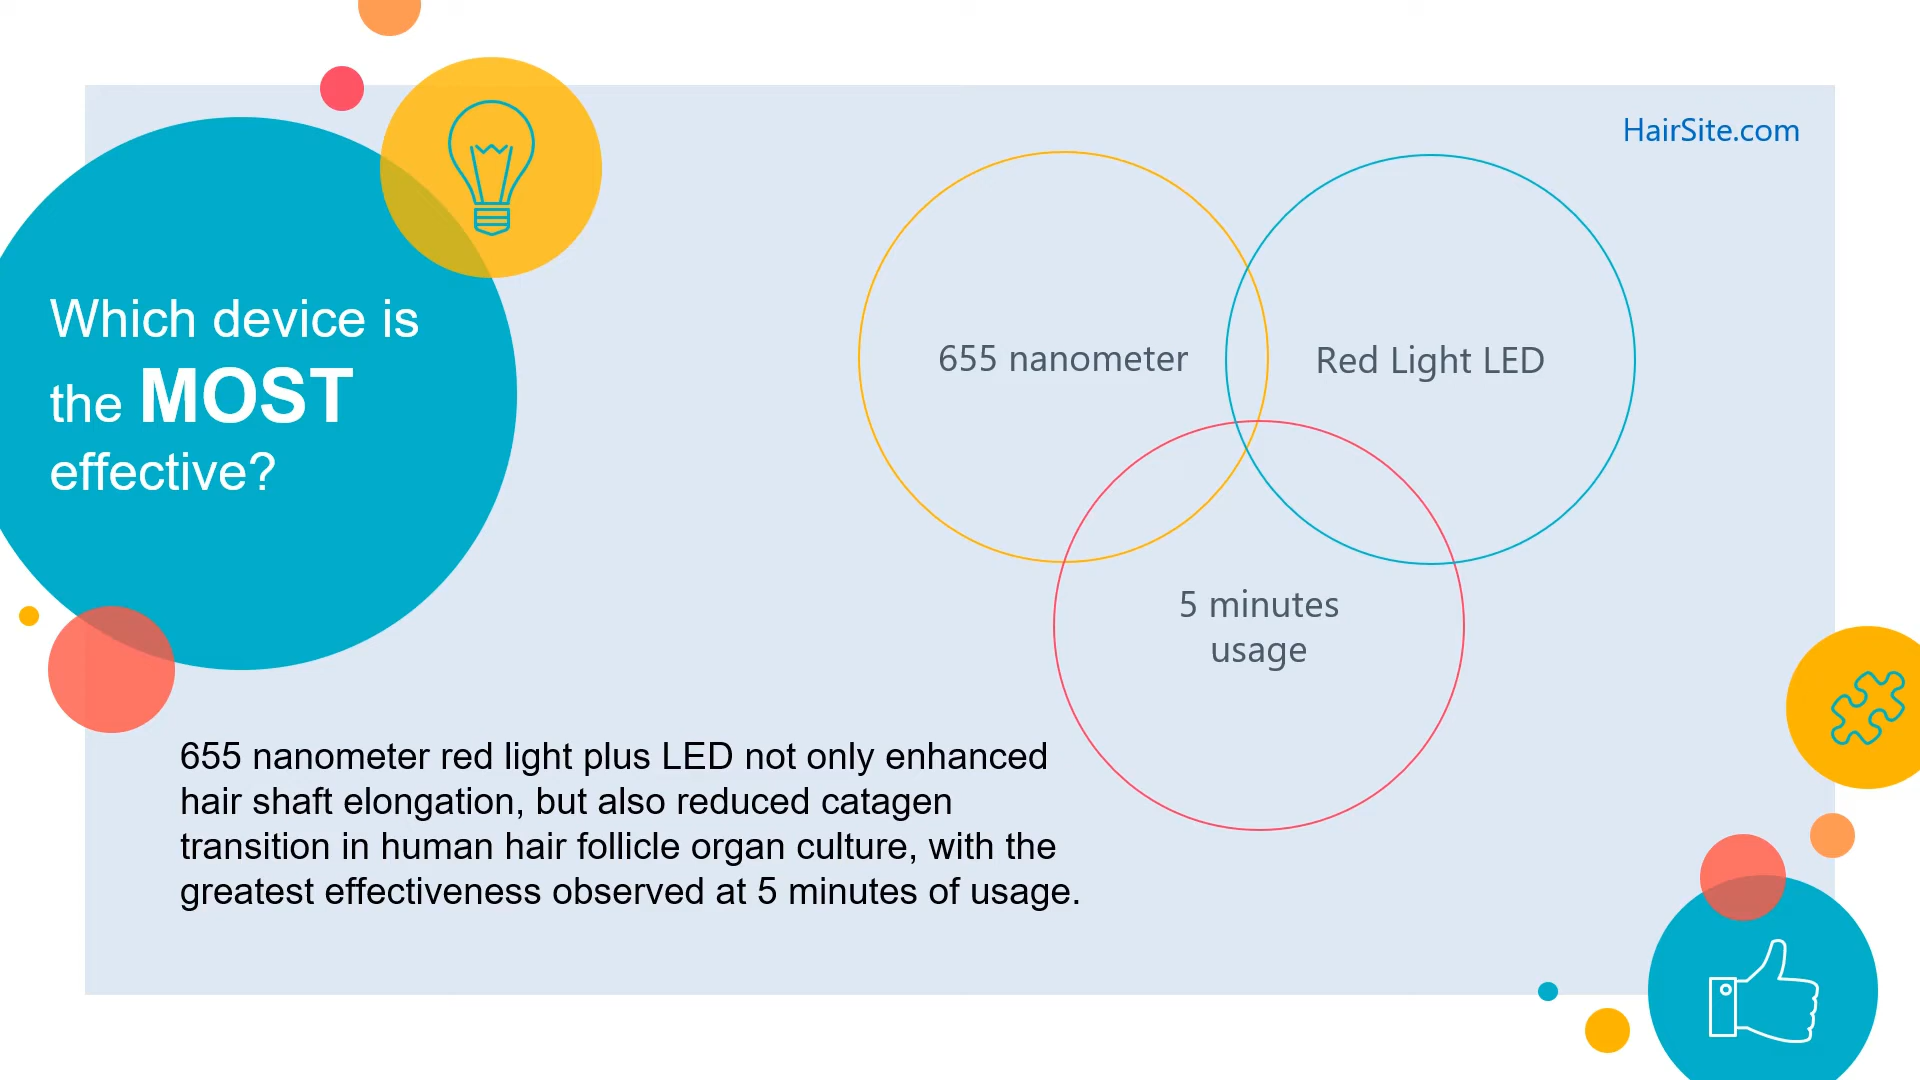 HairSite.com
Which device is
the MOST
effective?
655 nanometer
Red Light LED
5 minutes
usage
655 nanometer red light plus LED not only enhanced
hair shaft elongation, but also reduced catagen
transition in human hair follicle organ culture, with the
greatest effectiveness observed at 5 minutes of usage.